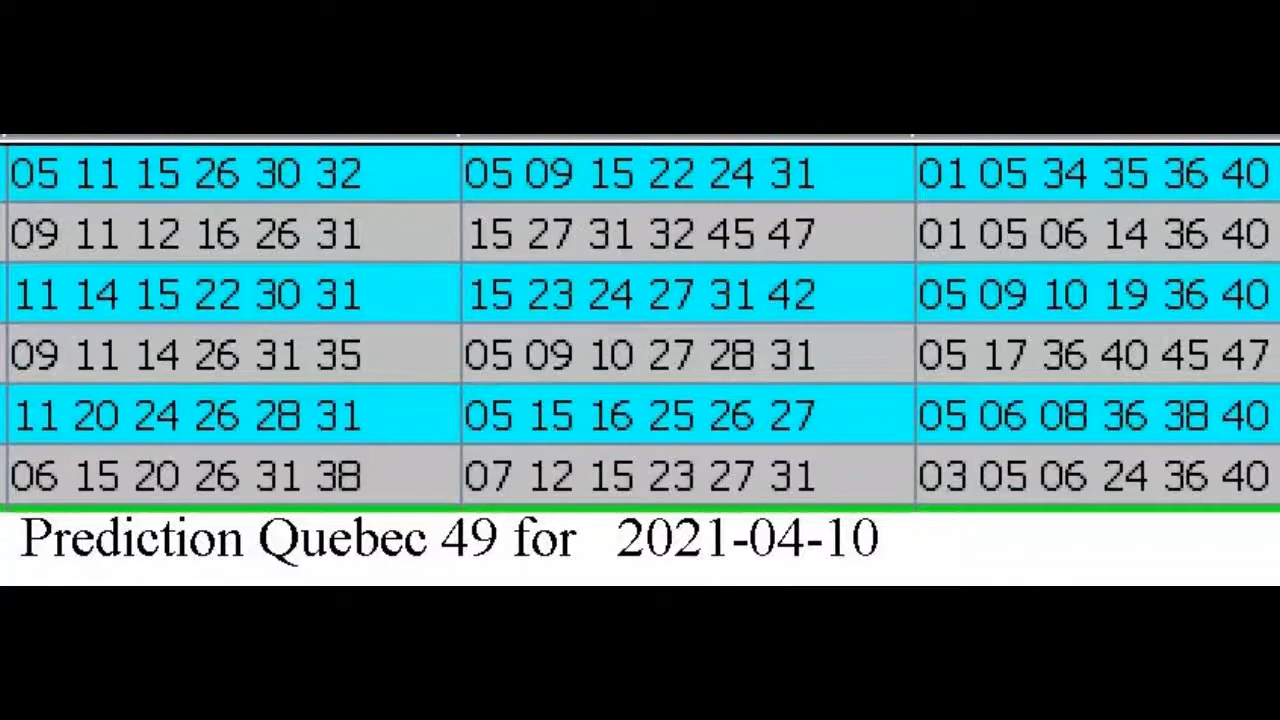 05 11 15 26 30 32 05 09 15 22 24 31 01 05 34 35 36 40
09 11 12 16 26 31 15 27 31 32 45 47 01 05 06 14 36 40
11 14 15 22 30 31 15 23 24 27 31 42 05 09 10 19 36 40
09 11 14 26 31 35 05 09 10 27 28 31 05 17 36 40 45 47
11 20 24 26 28 31 05 15 16 25 26 27 05 06 08 36 38 40
06 15 20 26 31 38 07 12 15 23 27 31 03 05 06 24 36 40
Prediction Quebec 49 for 2021-04-10